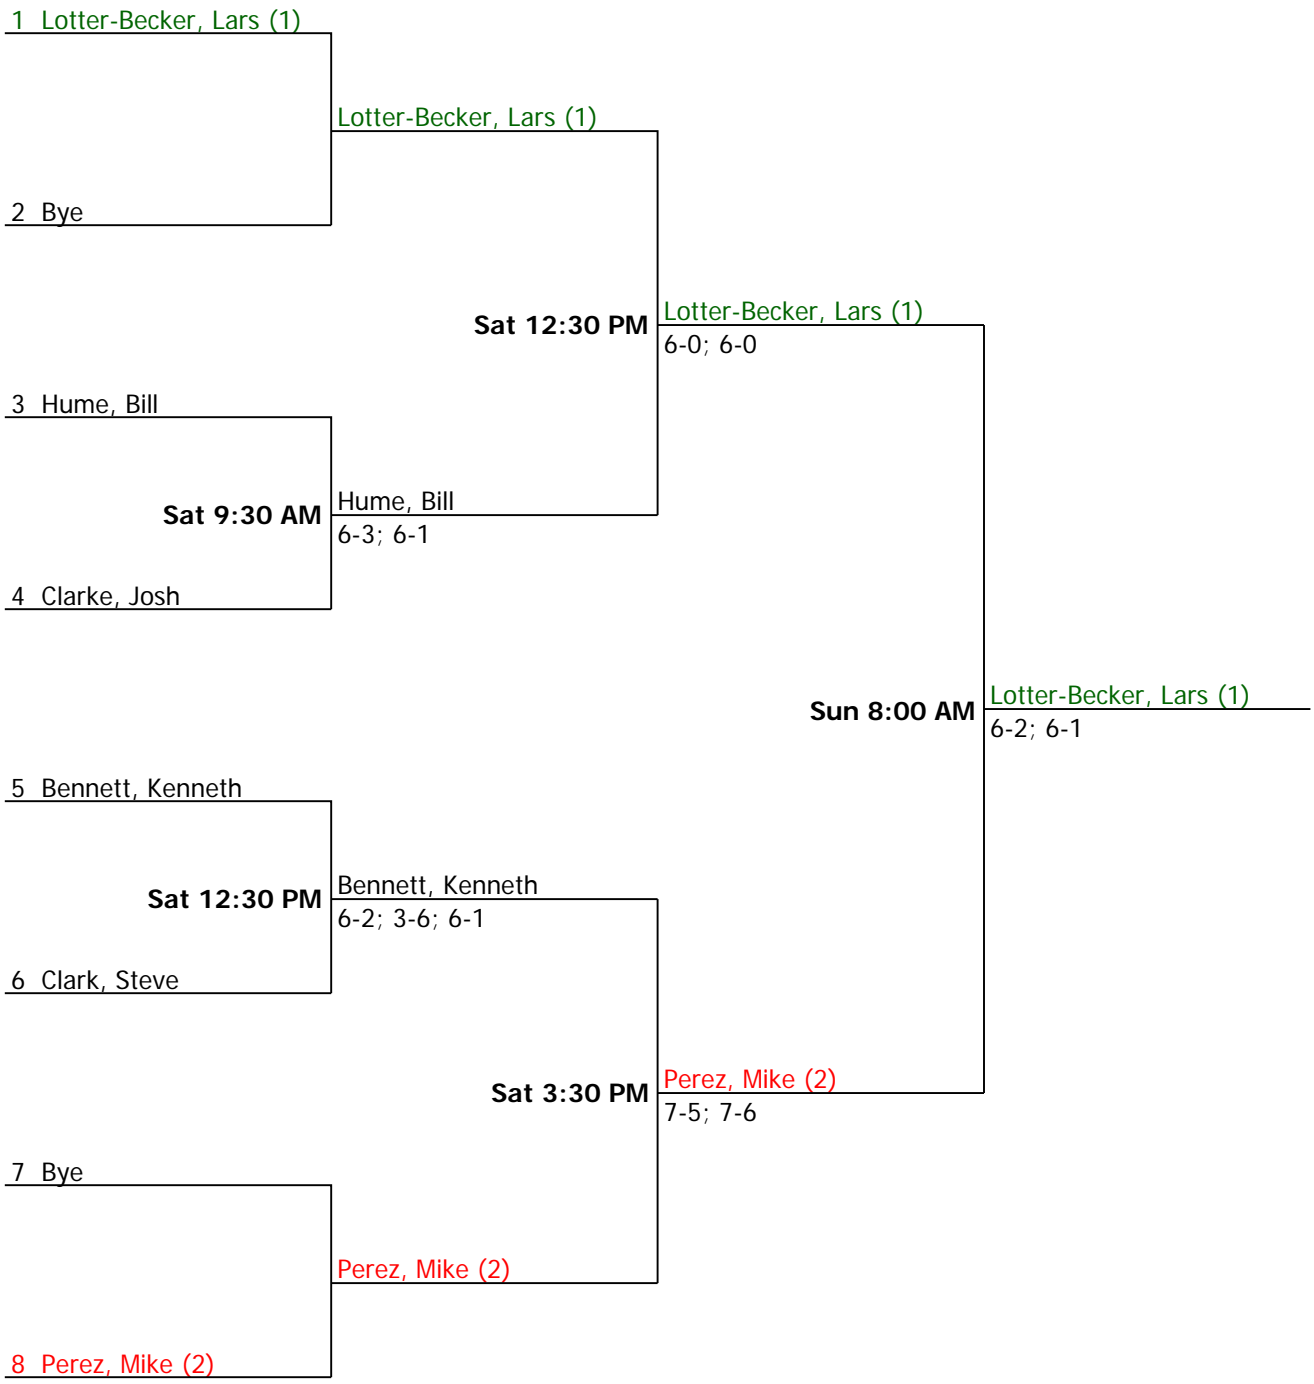 1 Lotter-Becker, Lars (1)
Lotter-Becker, Lars (1)
2 Bye
Sat 12:30 PM
Lotter-Becker, Lars (1)
6-0; 6-0
3 Hume, Bill
Sat 9:30 AM
Hume, Bill
6-3; 6-1
4 Clarke, Josh
Sun 8:00 AM
Lotter-Becker, Lars (1)
6-2; 6-1
5 Bennett, Kenneth
Sat 12:30 PM
Bennett, Kenneth
6-2; 3-6; 6-1
6 Clark, Steve
Sat 3:30 PM
Perez, Mike (2)
7-5; 7-6
7 Bye
Perez, Mike (2)
8 Perez, Mike (2)